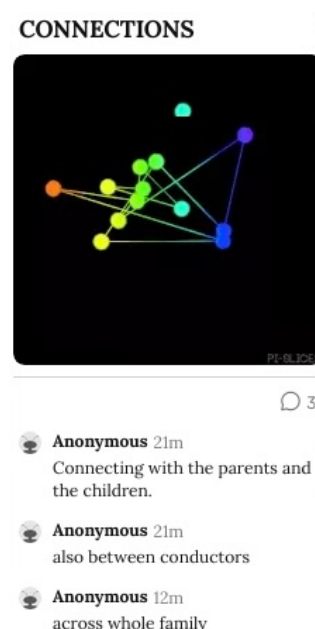 CONNECTIONS
PI-SLICE
3
Anonymous 21m
Connecting with the parents and
the children.
Anonymous 21m
also between conductors
Anonymous 12m
across whole family